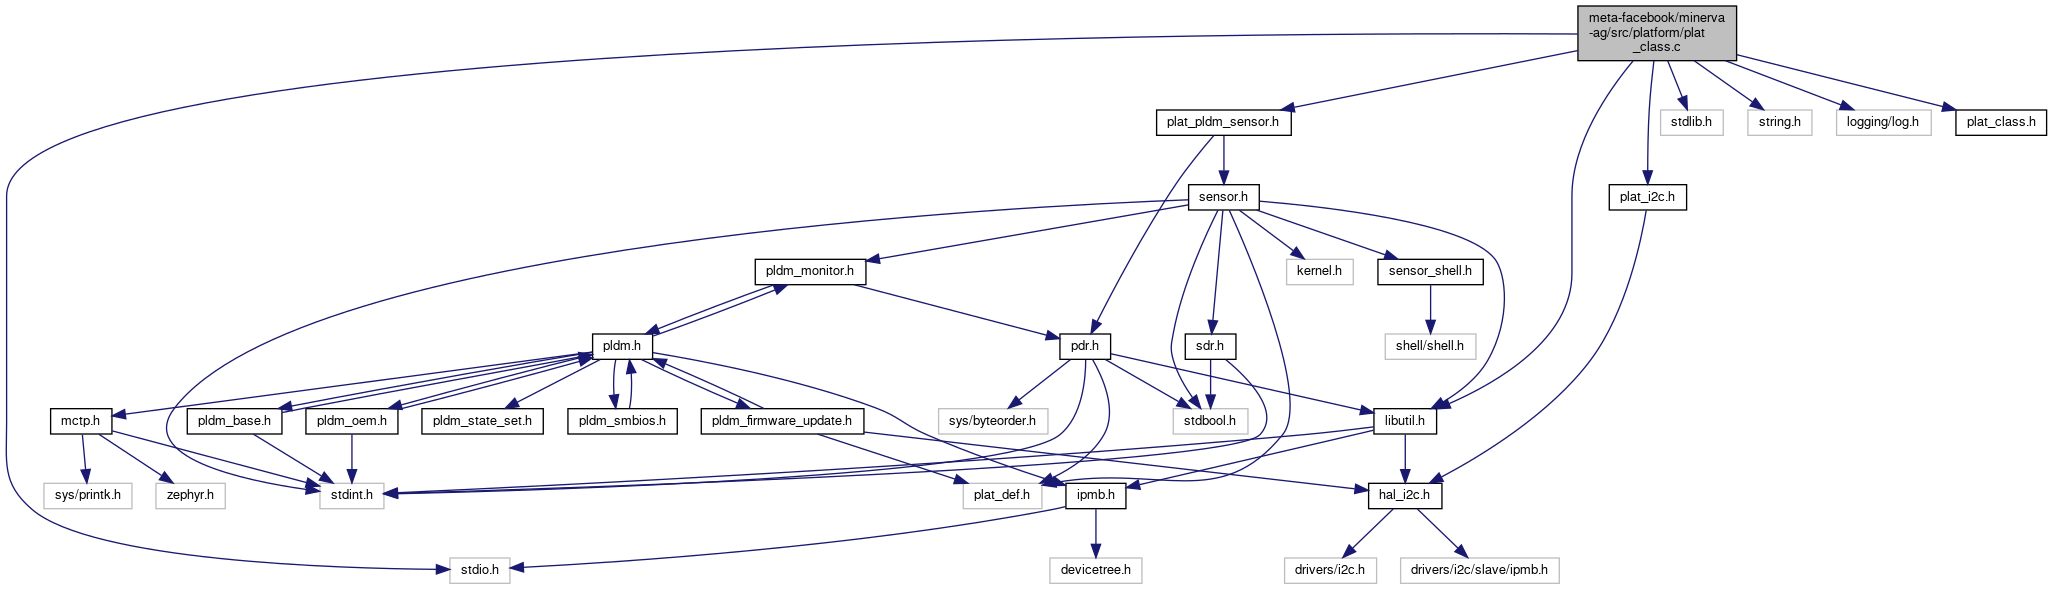 meta-facebook/minerva
-ag/src/platform/plat
_class.c
plat_pldm_sensor.h
stdlib.h
string.h
logging/log.h
plat_class.h
sensor.h
plat_i2c.h
pldm_monitor.h
kernel.h
sensor_shell.h
pldm.h
pdr.h
sdr.h
shell/shell.h
mctp.h
pldm_base.h
pldm_oem.h
pldm_state_set.h
pldm_smbios.h
pldm_firmware_update.h
sys/byteorder.h
stdbool.h
libutil.h
sys/printk.h
zephyr.h
stdint.h
plat_def.h
ipmb.h
hal_i2c.h
stdio.h
devicetree.h
drivers/i2c.h
drivers/i2c/slave/ipmb.h